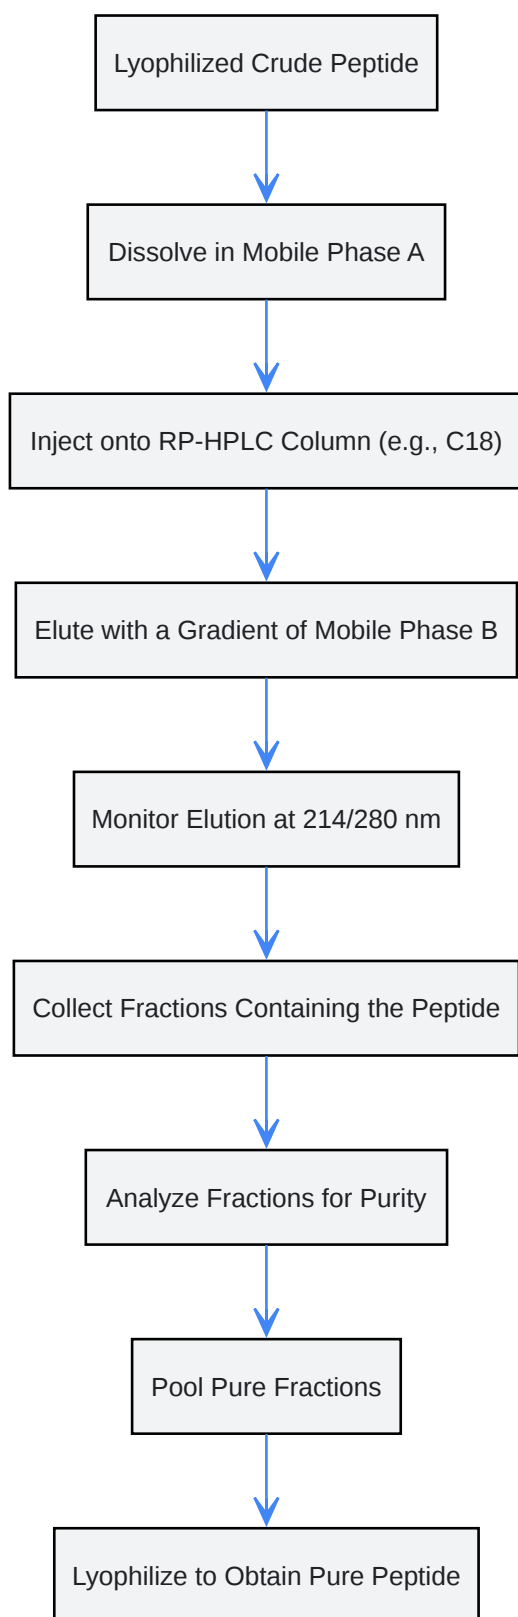 Lyophilized Crude Peptide
Dissolve in Mobile Phase A
Inject onto RP-HPLC Column (e.g., C18)
Elute with a Gradient of Mobile Phase B
Monitor Elution at 214/280 nm
Collect Fractions Containing the Peptide
Analyze Fractions for Purity
Pool Pure Fractions
Lyophilize to Obtain Pure Peptide